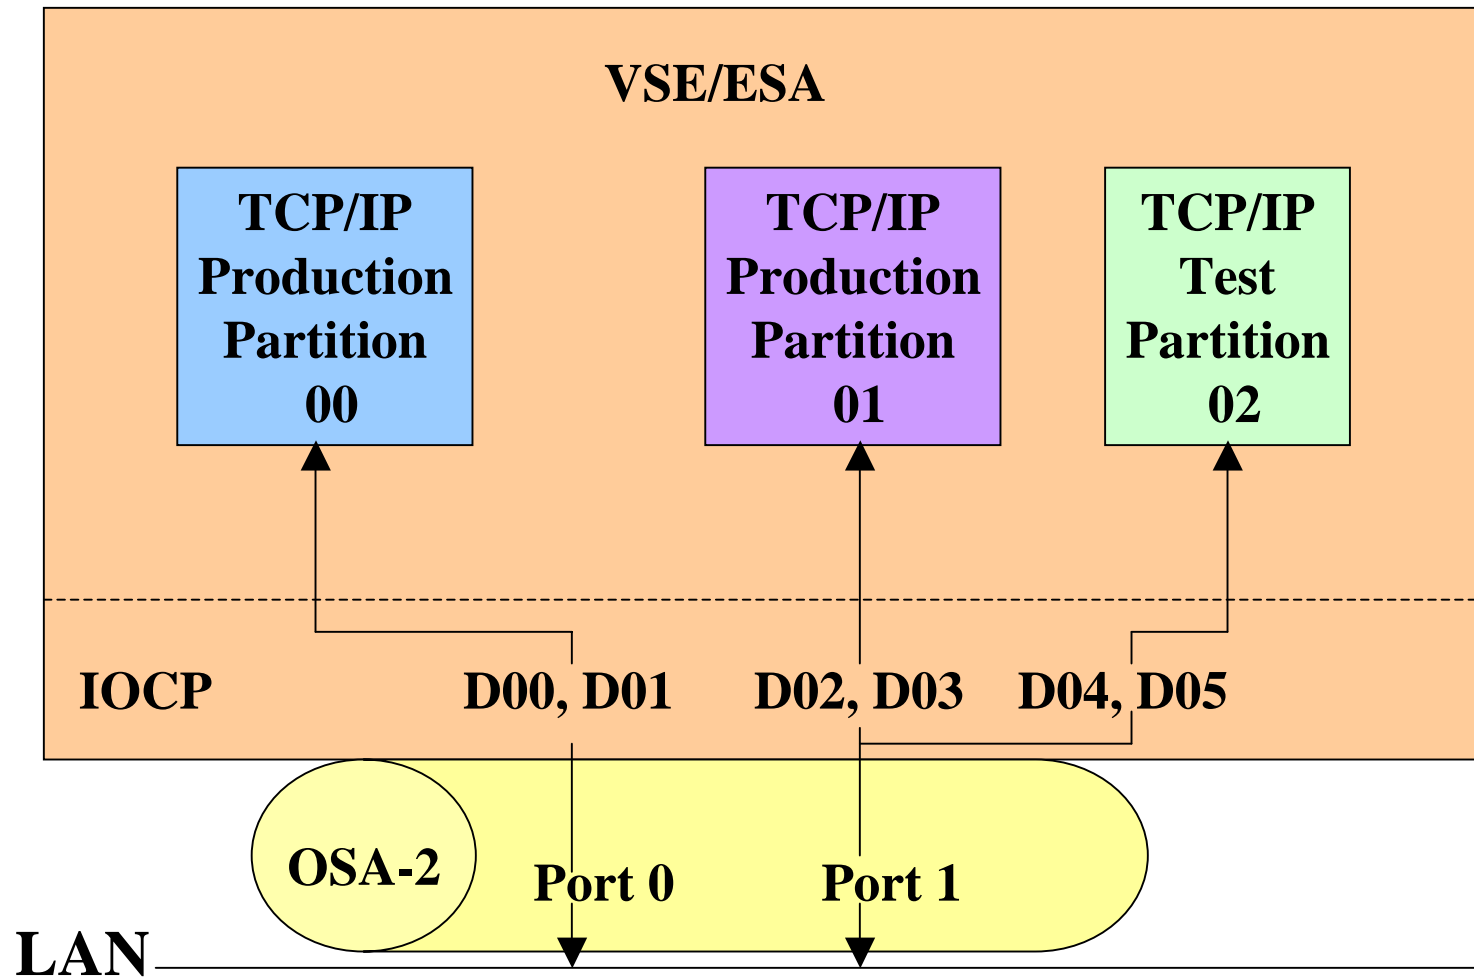 VSE/ESA
TCP/IP
Production
Partition
00
TCP/IP
Production
Partition
01
TCP/IP
Test
Partition
02
IOCP
D00, D01
D02, D03
D04, D05
OSA-2
Port 0
Port 1
LAN